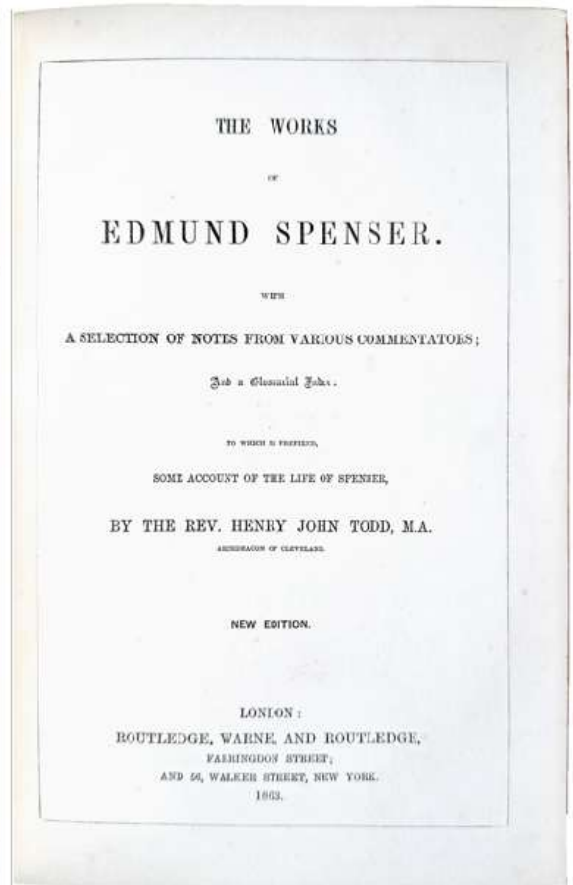 THE WORKS
OF
EDMUND SPENSER.
WITH
A SELECTION OF NOTES FROM VARIOUS COMMENTATORS;
And a Glossarial Index.
TO WHICH IS PREFIXED,
SOME ACCOUNT OF THE LIFE OF SPENSER,
BY THE REV. HENRY JOHN TODD, M.A.
ARCHDEACON OF CLEVELAND.
NEW EDITION.
LONDON:
ROUTLEDGE, WARNE, AND ROUTLEDGE,
FARRINGDON STREET;
AND 56, WALKER STREET, NEW YORK.
1863.